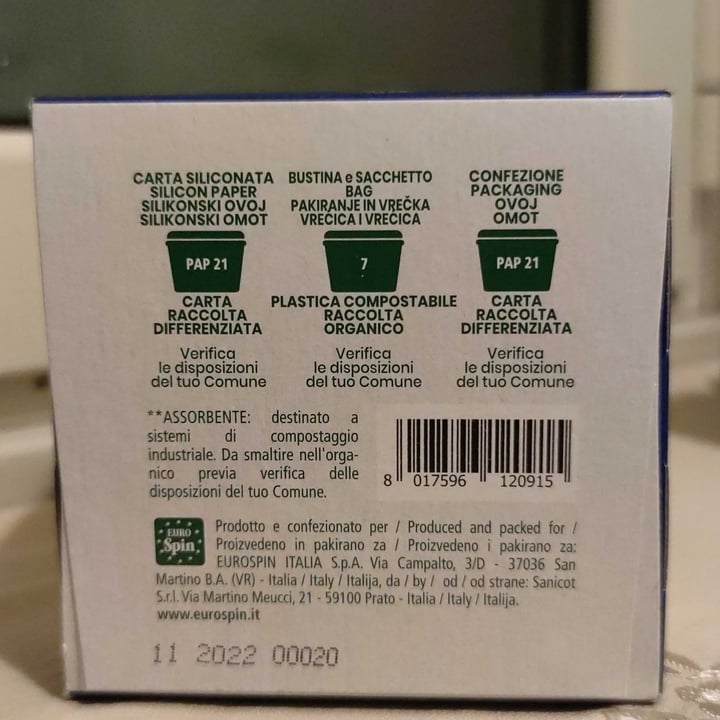 CARTA SILICONATA
SILICON PAPER
SILIKONSKI OVOJ
SILIKONSKI OMOT
PAP 21
CARTA
RACCOLTA
DIFFERENZIATA
Verifica
le disposizioni
del tuo Comune
BUSTINA e SACCHETTO
BAG
PAKIRANJE IN VREČKA
VREČICA I VREĆICA
7
PLASTICA COMPOSTABILE
RACCOLTA
ORGANICO
Verifica
le disposizioni
del tuo Comune
CONFEZIONE
PACKAGING
OVOJ
OMOT
PAP 21
CARTA
RACCOLTA
DIFFERENZIATA
Verifica
le disposizioni
del tuo Comune
**ASSORBENTE: destinato a
sistemi di compostaggio
industriale. Da smaltire nell'orga-
nico previa verifica delle
disposizioni del tuo Comune.
8 017596 120915
EURO
Spin
Prodotto e confezionato per / Produced and packed for /
Proizvedeno in pakirano za / Proizvedeno i pakirano za:
EUROSPIN ITALIA S.p.A. Via Campalto, 3/D - 37036 San
Martino B.A. (VR) - Italia / Italy / Italija, da / by / od / od strane: Sanicot
S.r.l. Via Martino Meucci, 21 - 59100 Prato - Italia / Italy / Italija.
www.eurospin.it
11 2022 00020